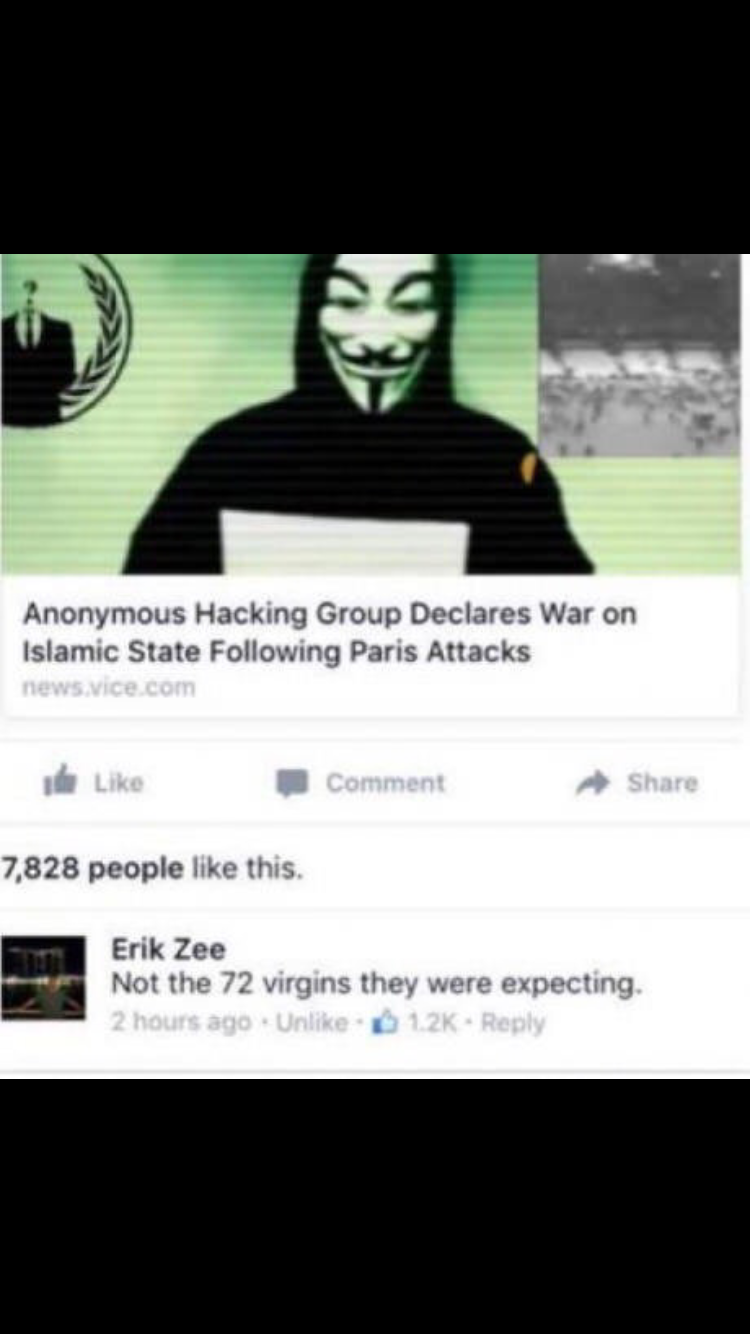 Anonymous Hacking Group Declares War on
Islamic State Following Paris Attacks
news.vice.com
Like Comment Share
7,828 people like this.
Erik Zee
Not the 72 virgins they were expecting.
2 hours ago · Unlike · 1.2K · Reply